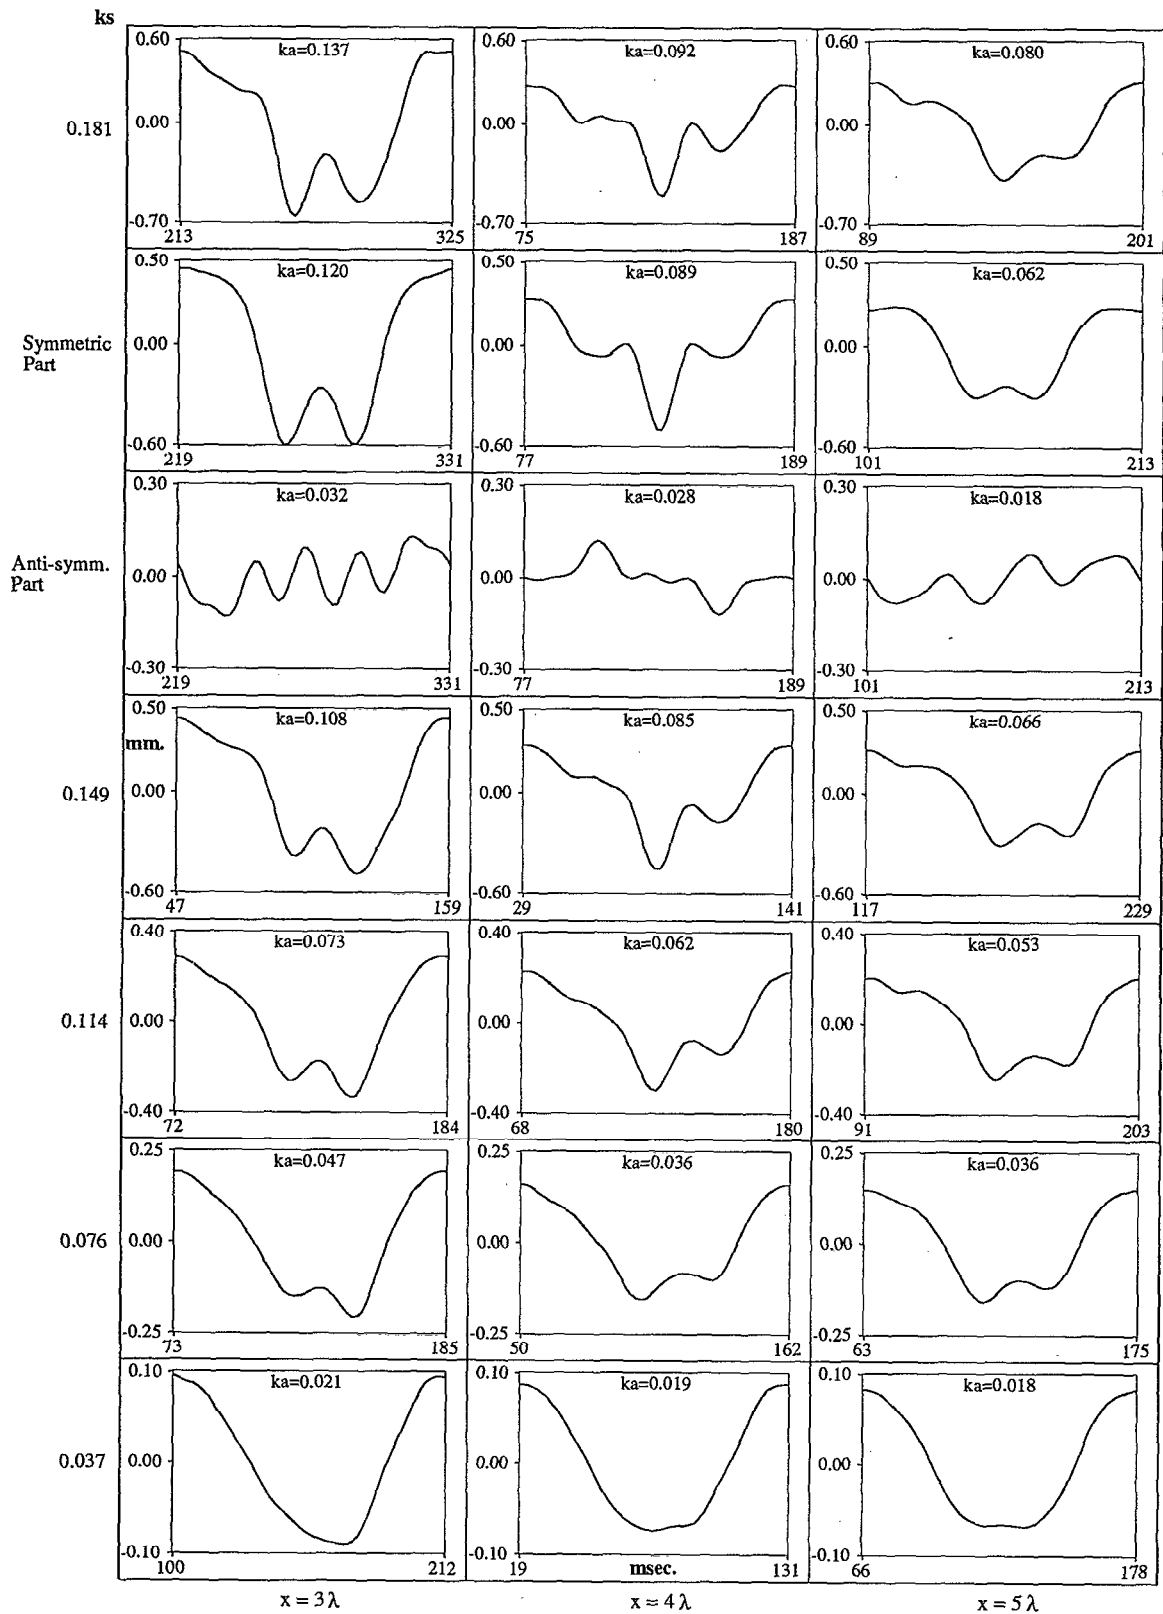 ks
0.60 ka=0.137 0.60 ka=0.092 0.60 ka=0.080
0.181 0.00 0.00 0.00
-0.70 -0.70 -0.70
213 325 75 187 89 201
0.50 ka=0.120 0.50 ka=0.089 0.50 ka=0.062
Symmetric Part 0.00 0.00 0.00
-0.60 -0.60 -0.60
219 331 77 189 101 213
0.30 ka=0.032 0.30 ka=0.028 0.30 ka=0.018
Anti-symm. Part 0.00 0.00 0.00
-0.30 -0.30 -0.30
219 331 77 189 101 213
0.50 ka=0.108 0.50 ka=0.085 0.50 ka=0.066
mm.
0.149 0.00 0.00 0.00
-0.60 -0.60 -0.60
47 159 29 141 117 229
0.40 ka=0.073 0.40 ka=0.062 0.40 ka=0.053
0.114 0.00 0.00 0.00
-0.40 -0.40 -0.40
72 184 68 180 91 203
0.25 ka=0.047 0.25 ka=0.036 0.25 ka=0.036
0.076 0.00 0.00 0.00
-0.25 -0.25 -0.25
73 185 50 162 63 175
0.10 ka=0.021 0.10 ka=0.019 0.10 ka=0.018
0.037 0.00 0.00 0.00
-0.10 -0.10 -0.10
100 212 19 msec. 131 66 178
x = 3λ x = 4λ x = 5λ